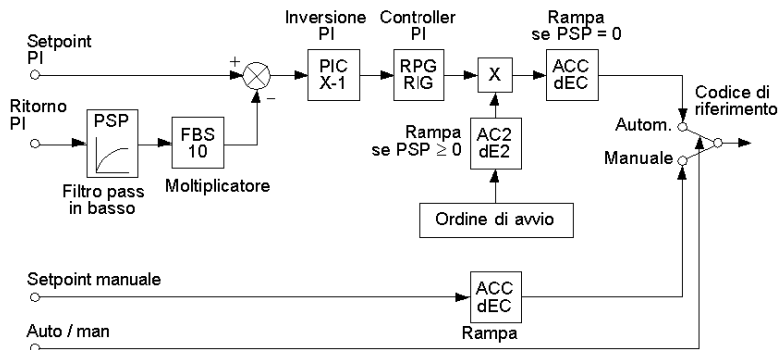 Setpoint
PI
+
−
Ritorno
PI
PSP
Filtro pass
in basso
FBS
10
Moltiplicatore
Inversione
PI
PIC
X-1
Controller
PI
RPG
RIG
X
Rampa
se PSP = 0
ACC
dEC
Rampa
se PSP ≥ 0
AC2
dE2
Ordine di avvio
Codice di
riferimento
Autom.
Manuale
Setpoint manuale
ACC
dEC
Rampa
Auto / man